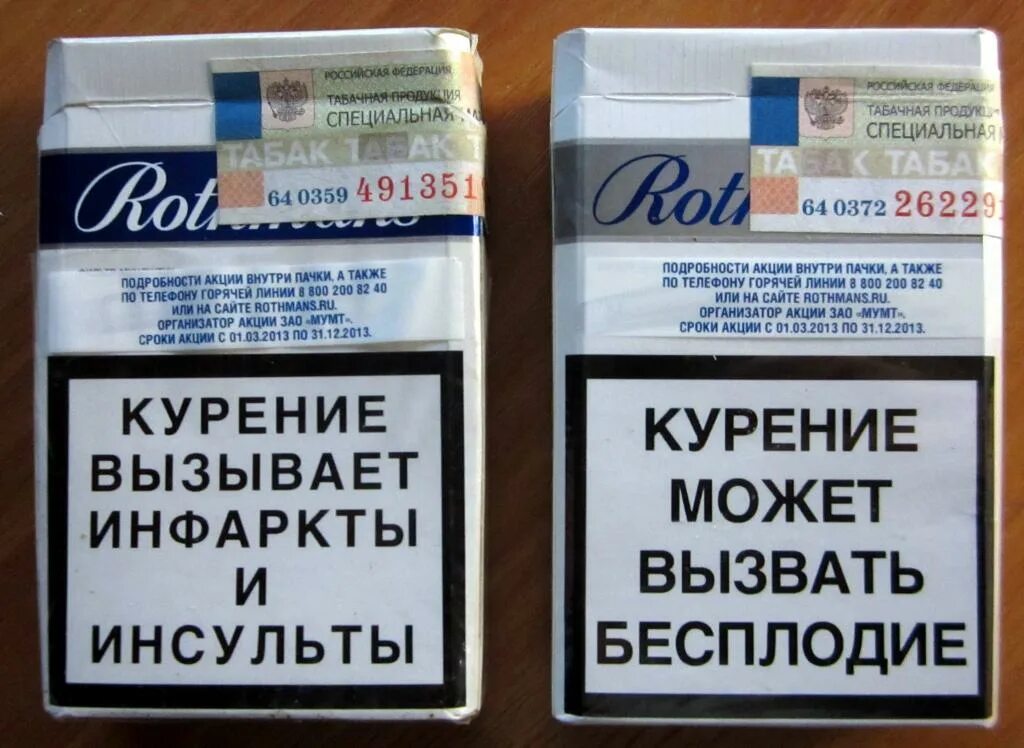 РОССИЙСКАЯ ФЕДЕРАЦИЯ
ТАБАЧНАЯ ПРОДУКЦИЯ
СПЕЦИАЛЬНАЯ
ТАБАК ТАБАК Т
64 0359 491351
Rothmans
ПОДРОБНОСТИ АКЦИИ ВНУТРИ ПАЧКИ, А ТАКЖЕ
ПО ТЕЛЕФОНУ ГОРЯЧЕЙ ЛИНИИ 8 800 200 82 40
ИЛИ НА САЙТЕ ROTHMANS.RU.
ОРГАНИЗАТОР АКЦИИ ЗАО «МУМТ».
СРОКИ АКЦИИ С 01.03.2013 ПО 31.12.2013.
КУРЕНИЕ
ВЫЗЫВАЕТ
ИНФАРКТЫ
И
ИНСУЛЬТЫ
РОССИЙСКАЯ ФЕДЕРАЦИЯ
ТАБАЧНАЯ ПРОДУКЦИ
СПЕЦИАЛЬНАЯ
ТАБАК ТАБАК
64 0372 26229
Roth
ПОДРОБНОСТИ АКЦИИ ВНУТРИ ПАЧКИ, А ТАКЖЕ
ПО ТЕЛЕФОНУ ГОРЯЧЕЙ ЛИНИИ 8 800 200 82 40
ИЛИ НА САЙТЕ ROTHMANS.RU.
ОРГАНИЗАТОР АКЦИИ ЗАО «МУМТ».
СРОКИ АКЦИИ С 01.03.2013 ПО 31.12.2013.
КУРЕНИЕ
МОЖЕТ
ВЫЗВАТЬ
БЕСПЛОДИЕ